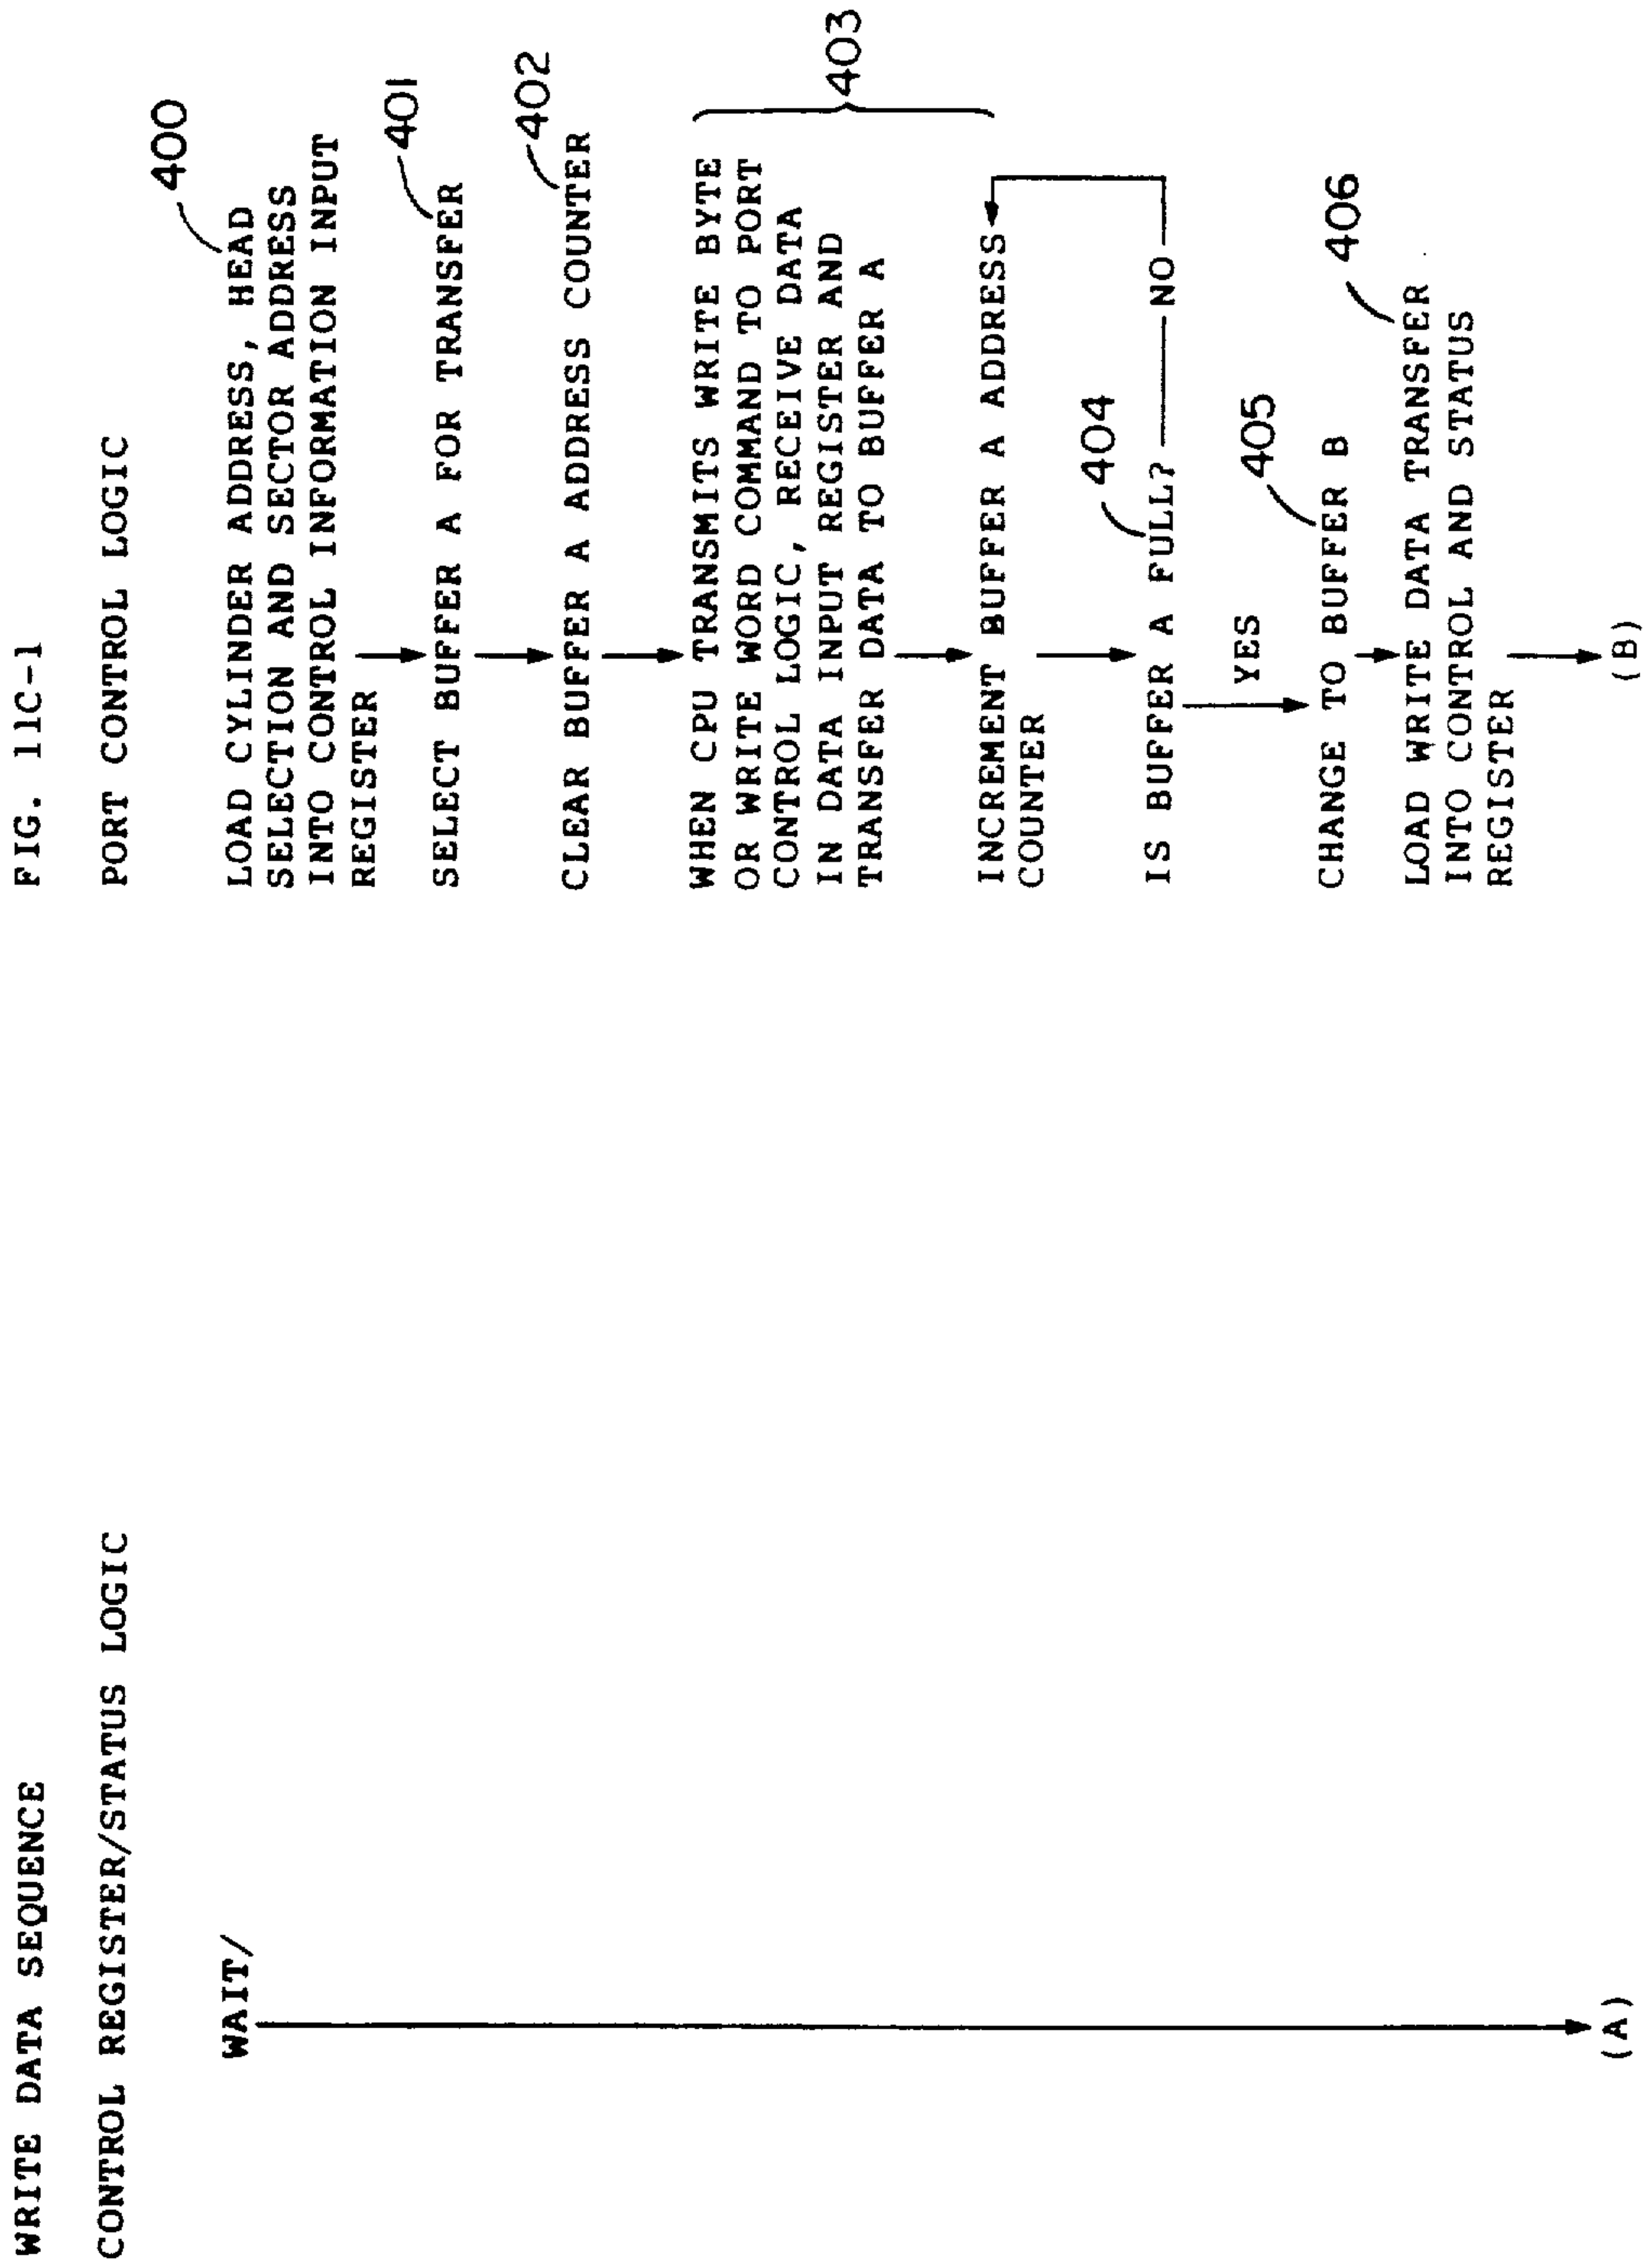 FIG. 11C-1
WRITE DATA SEQUENCE
CONTROL REGISTER/STATUS LOGIC
WAIT/
(A)
PORT CONTROL LOGIC
400
LOAD CYLINDER ADDRESS, HEAD
SELECTION AND SECTOR ADDRESS
INTO CONTROL INFORMATION INPUT
REGISTER
401
SELECT BUFFER A FOR TRANSFER
402
CLEAR BUFFER A ADDRESS COUNTER
WHEN CPU TRANSMITS WRITE BYTE
OR WRITE WORD COMMAND TO PORT
CONTROL LOGIC, RECEIVE DATA
IN DATA INPUT REGISTER AND
TRANSFER DATA TO BUFFER A
403
INCREMENT BUFFER A ADDRESS
COUNTER
404
IS BUFFER A FULL? NO
YES
405
CHANGE TO BUFFER B
406
LOAD WRITE DATA TRANSFER
INTO CONTROL AND STATUS
REGISTER
(B)